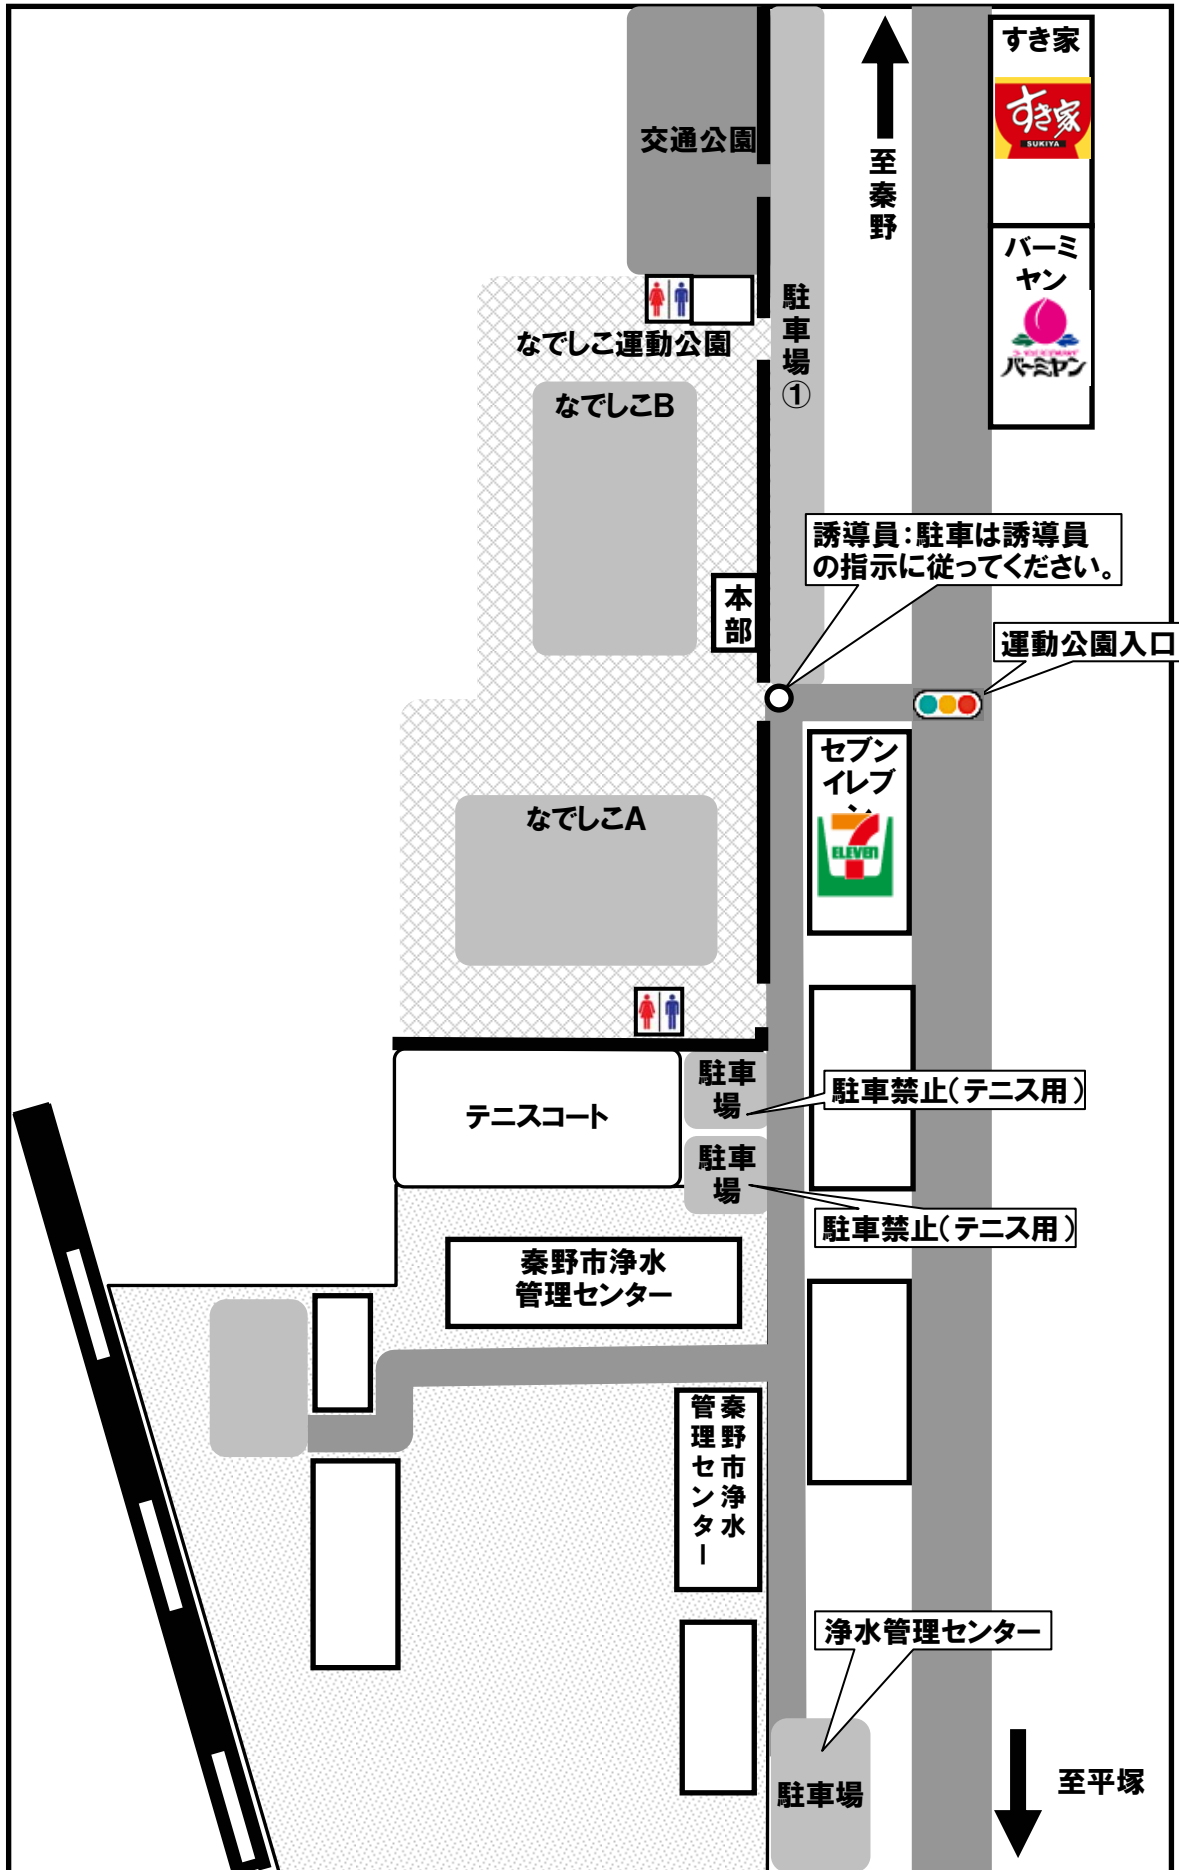 すき家
すき家
SUKIYA
交通公園
至秦野
バーミ
ヤン
バーミヤン
駐車場①
なでしこ運動公園
なでしこB
誘導員：駐車は誘導員
の指示に従ってください。
本部
運動公園入口
セブン
イレブ
ン
7
ELEVEn
なでしこA
駐車
場
駐車禁止（テニス用）
テニスコート
駐車
場
駐車禁止（テニス用）
秦野市浄水
管理センター
秦野市浄水
管理センター
浄水管理センター
駐車場
至平塚